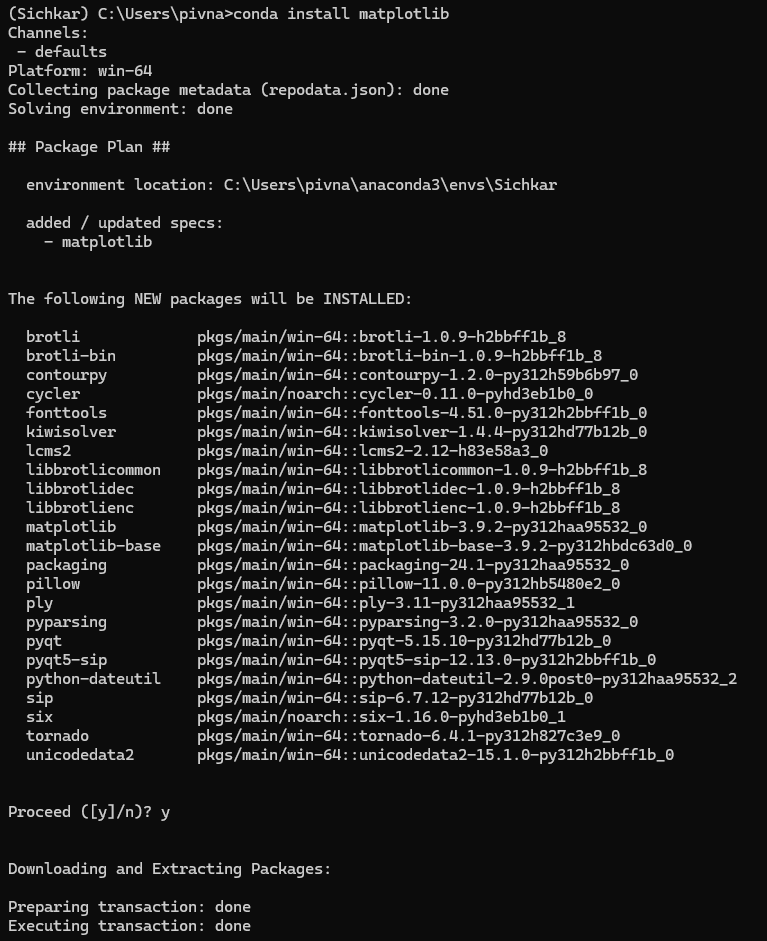 (Sichkar) C:\Users\pivna>conda install matplotlib
Channels:
 - defaults
Platform: win-64
Collecting package metadata (repodata.json): done
Solving environment: done

## Package Plan ##

  environment location: C:\Users\pivna\anaconda3\envs\Sichkar

  added / updated specs:
    - matplotlib


The following NEW packages will be INSTALLED:

  brotli             pkgs/main/win-64::brotli-1.0.9-h2bbff1b_8
  brotli-bin         pkgs/main/win-64::brotli-bin-1.0.9-h2bbff1b_8
  contourpy          pkgs/main/win-64::contourpy-1.2.0-py312h59b6b97_0
  cycler             pkgs/main/noarch::cycler-0.11.0-pyhd3eb1b0_0
  fonttools          pkgs/main/win-64::fonttools-4.51.0-py312h2bbff1b_0
  kiwisolver         pkgs/main/win-64::kiwisolver-1.4.4-py312hd77b12b_0
  lcms2              pkgs/main/win-64::lcms2-2.12-h83e58a3_0
  libbrotlicommon    pkgs/main/win-64::libbrotlicommon-1.0.9-h2bbff1b_8
  libbrotlidec       pkgs/main/win-64::libbrotlidec-1.0.9-h2bbff1b_8
  libbrotlienc       pkgs/main/win-64::libbrotlienc-1.0.9-h2bbff1b_8
  matplotlib         pkgs/main/win-64::matplotlib-3.9.2-py312haa95532_0
  matplotlib-base    pkgs/main/win-64::matplotlib-base-3.9.2-py312hbdc63d0_0
  packaging          pkgs/main/win-64::packaging-24.1-py312haa95532_0
  pillow             pkgs/main/win-64::pillow-11.0.0-py312hb5480e2_0
  ply                pkgs/main/win-64::ply-3.11-py312haa95532_1
  pyparsing          pkgs/main/win-64::pyparsing-3.2.0-py312haa95532_0
  pyqt               pkgs/main/win-64::pyqt-5.15.10-py312hd77b12b_0
  pyqt5-sip          pkgs/main/win-64::pyqt5-sip-12.13.0-py312h2bbff1b_0
  python-dateutil    pkgs/main/win-64::python-dateutil-2.9.0post0-py312haa95532_2
  sip                pkgs/main/win-64::sip-6.7.12-py312hd77b12b_0
  six                pkgs/main/noarch::six-1.16.0-pyhd3eb1b0_1
  tornado            pkgs/main/win-64::tornado-6.4.1-py312h827c3e9_0
  unicodedata2       pkgs/main/win-64::unicodedata2-15.1.0-py312h2bbff1b_0


Proceed ([y]/n)? y


Downloading and Extracting Packages:

Preparing transaction: done
Executing transaction: done